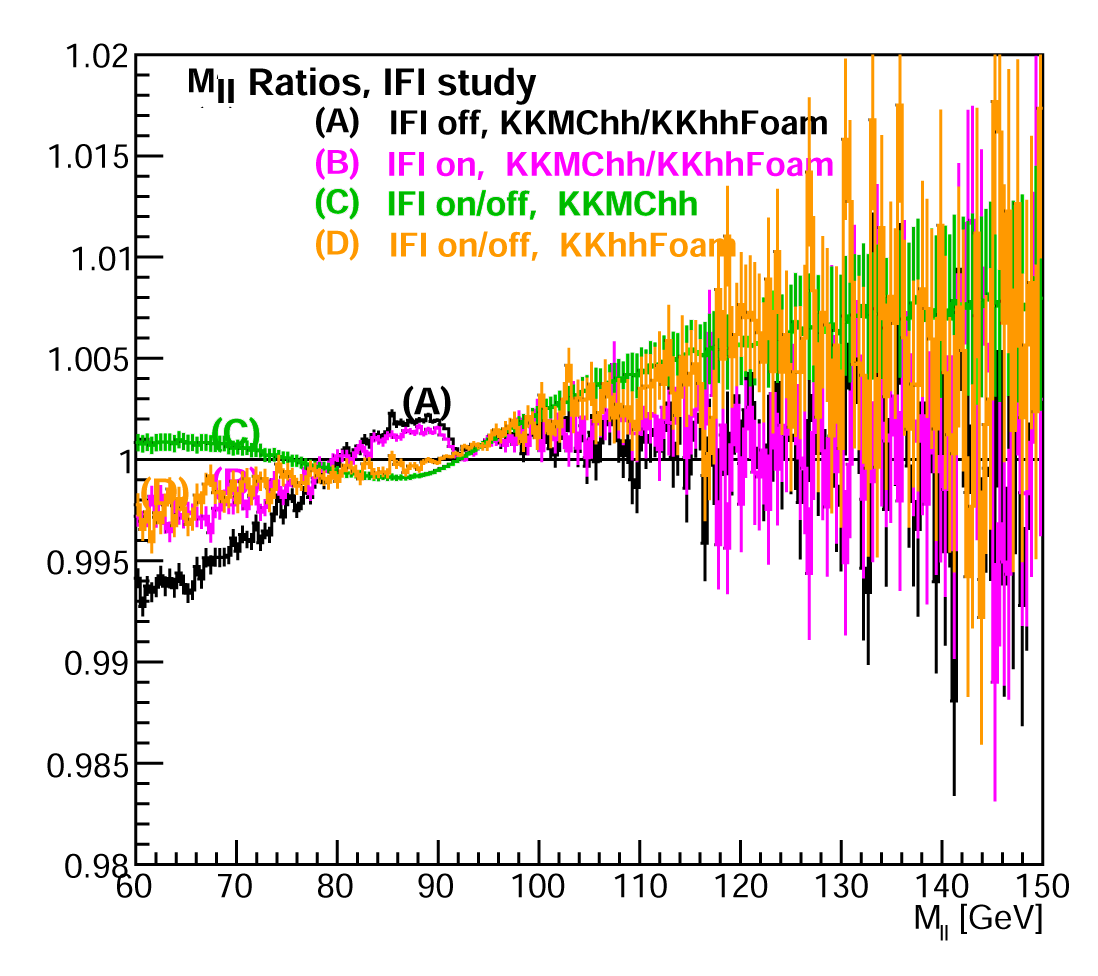 1.02
M_ll Ratios, IFI study
(A) IFI off, KKMChh/KKhhFoam
1.015
(B) IFI on, KKMChh/KKhhFoam
(C) IFI on/off, KKMChh
(D) IFI on/off, KKhhFoam
1.01
1.005
(A)
(C)
1
(B)
(D)
0.995
0.99
0.985
0.98
60 70 80 90 100 110 120 130 140 150
M_ll [GeV]